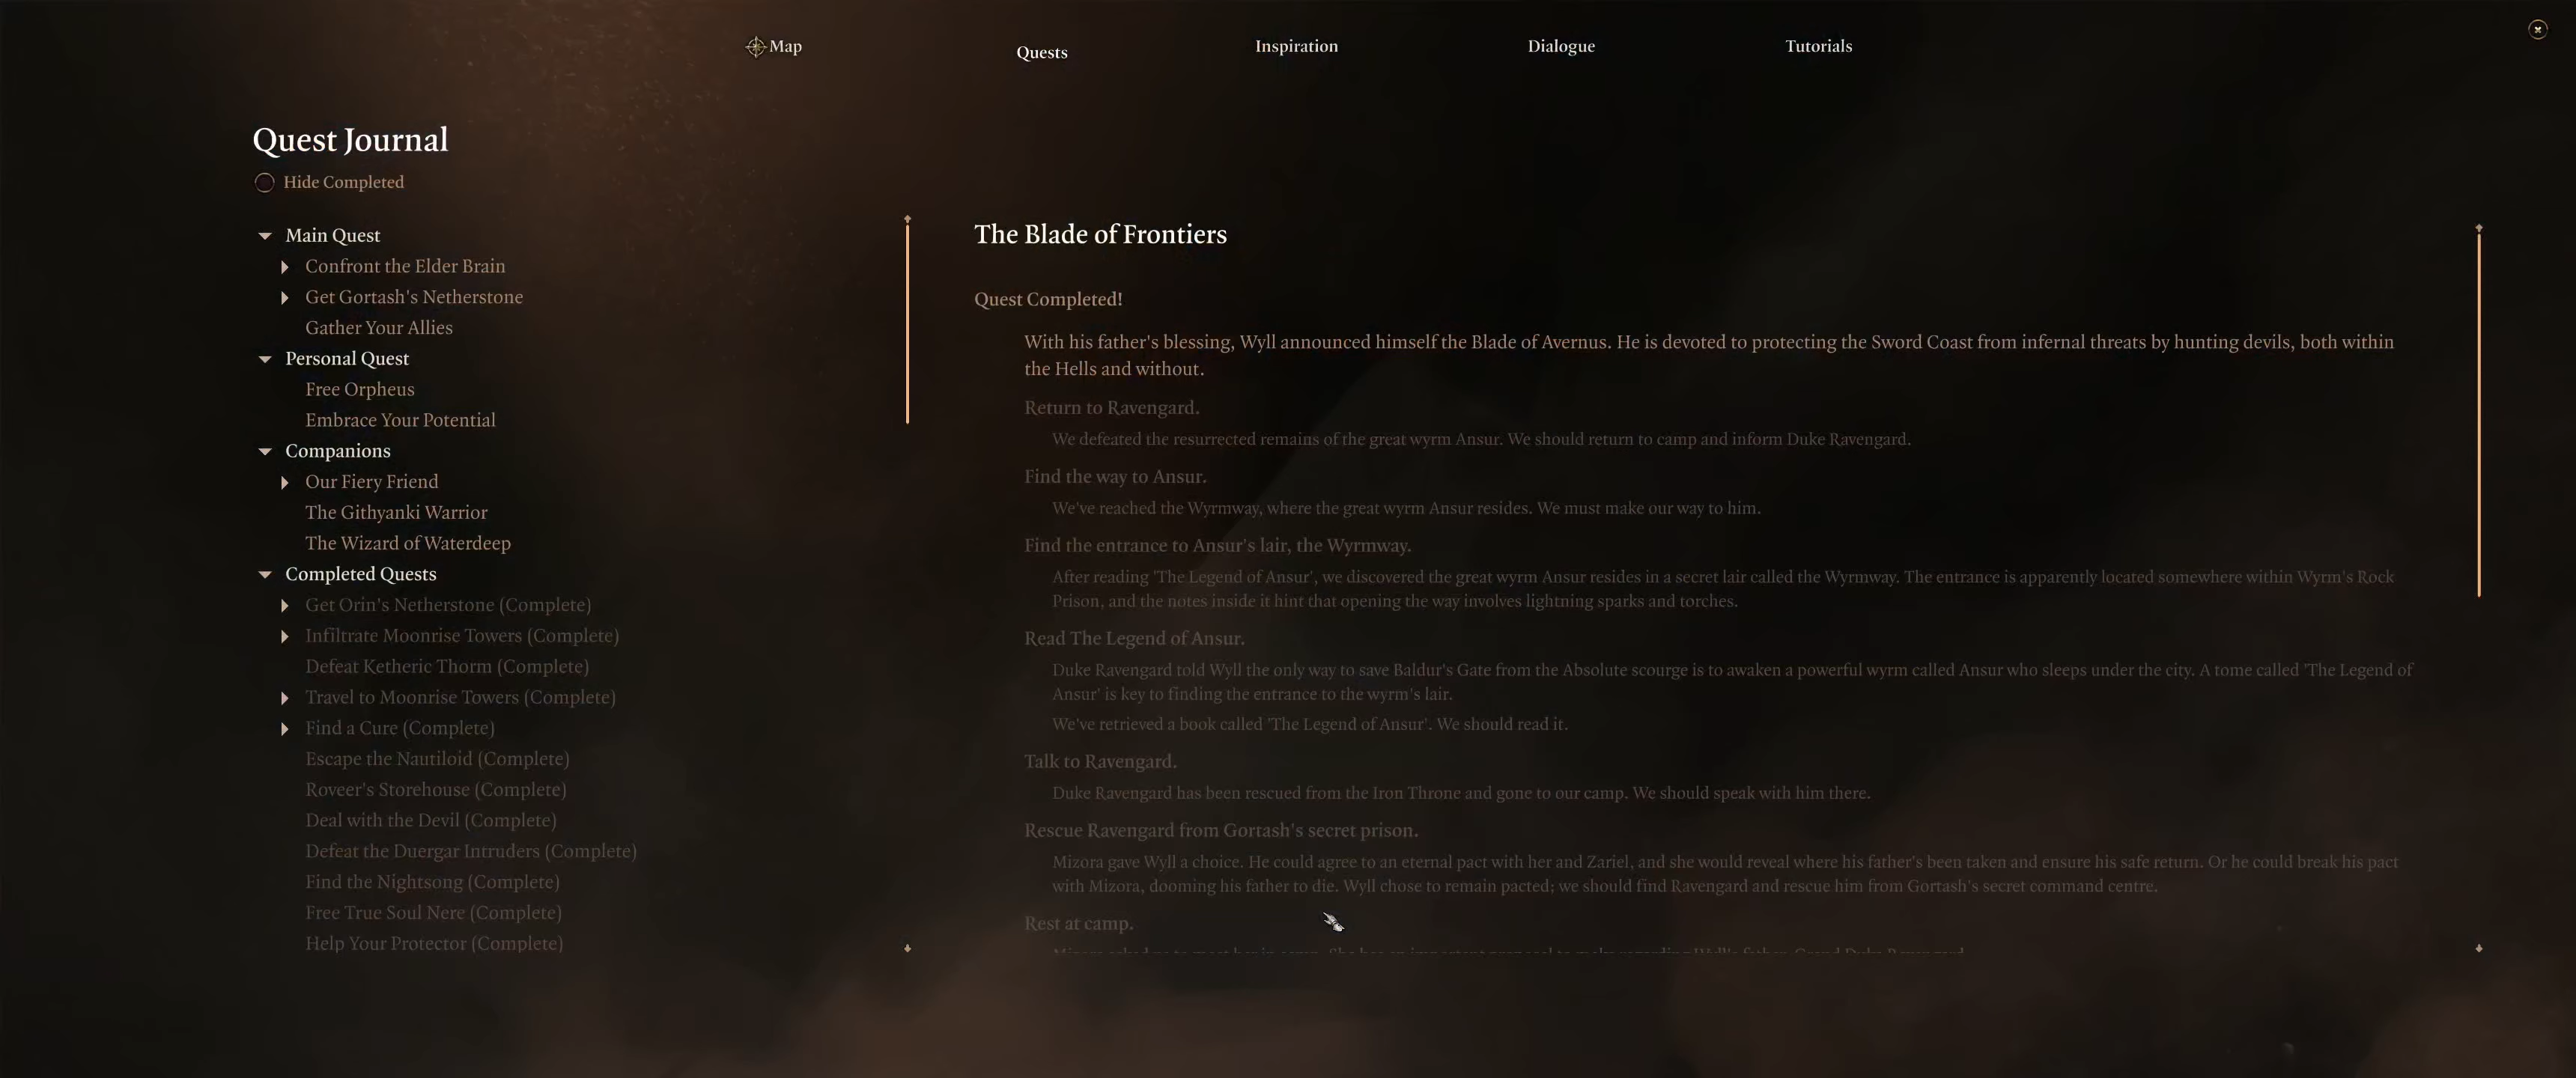 Map
Quests
Inspiration
Dialogue
Tutorials
Quest Journal
Hide Completed
Main Quest
Confront the Elder Brain
Get Gortash's Netherstone
Gather Your Allies
Personal Quest
Free Orpheus
Embrace Your Potential
Companions
Our Fiery Friend
The Githyanki Warrior
The Wizard of Waterdeep
Completed Quests
Get Orin's Netherstone (Complete)
Infiltrate Moonrise Towers (Complete)
Defeat Ketheric Thorm (Complete)
Travel to Moonrise Towers (Complete)
Find a Cure (Complete)
Escape the Nautiloid (Complete)
Roveer's Storehouse (Complete)
Deal with the Devil (Complete)
Defeat the Duergar Intruders (Complete)
Find the Nightsong (Complete)
Free True Soul Nere (Complete)
Help Your Protector (Complete)
The Blade of Frontiers
Quest Completed!
With his father's blessing, Wyll announced himself the Blade of Avernus. He is devoted to protecting the Sword Coast from infernal threats by hunting devils, both within
the Hells and without.
Return to Ravengard.
We defeated the resurrected remains of the great wyrm Ansur. We should return to camp and inform Duke Ravengard.
Find the way to Ansur.
We've reached the Wyrmway, where the great wyrm Ansur resides. We must make our way to him.
Find the entrance to Ansur's lair, the Wyrmway.
After reading 'The Legend of Ansur', we discovered the great wyrm Ansur resides in a secret lair called the Wyrmway. The entrance is apparently located somewhere within Wyrm's Rock
Prison, and the notes inside it hint that opening the way involves lightning sparks and torches.
Read The Legend of Ansur.
Duke Ravengard told Wyll the only way to save Baldur's Gate from the Absolute scourge is to awaken a powerful wyrm called Ansur who sleeps under the city. A tome called 'The Legend of
Ansur' is key to finding the entrance to the wyrm's lair.
We've retrieved a book called 'The Legend of Ansur'. We should read it.
Talk to Ravengard.
Duke Ravengard has been rescued from the Iron Throne and gone to our camp. We should speak with him there.
Rescue Ravengard from Gortash's secret prison.
Mizora gave Wyll a choice. He could agree to an eternal pact with her and Zariel, and she would reveal where his father's been taken and ensure his safe return. Or he could break his pact
with Mizora, dooming his father to die. Wyll chose to remain pacted; we should find Ravengard and rescue him from Gortash's secret command centre.
Rest at camp.